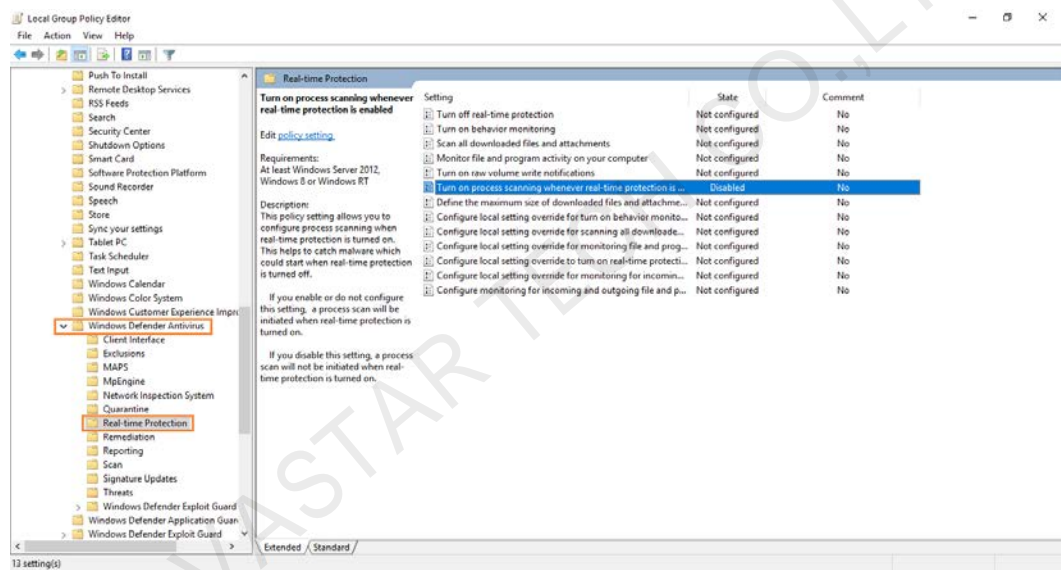 Local Group Policy Editor
File Action View Help
Push To Install
Remote Desktop Services
RSS Feeds
Search
Security Center
Shutdown Options
Smart Card
Software Protection Platform
Sound Recorder
Speech
Store
Sync your settings
Tablet PC
Task Scheduler
Text Input
Windows Calendar
Windows Color System
Windows Customer Experience Impr
Windows Defender Antivirus
Client Interface
Exclusions
MAPS
MpEngine
Network Inspection System
Quarantine
Real-time Protection
Remediation
Reporting
Scan
Signature Updates
Threats
Windows Defender Exploit Guard
Windows Defender Application Guar
Windows Defender Exploit Guard
Real-time Protection
Turn on process scanning whenever
real-time protection is enabled
Edit policy setting.
Requirements:
At least Windows Server 2012,
Windows 8 or Windows RT
Description:
This policy setting allows you to
configure process scanning when
real-time protection is turned on.
This helps to catch malware which
could start when real-time protection
is turned off.
If you enable or do not configure
this setting, a process scan will be
initiated when real-time protection is
turned on.
If you disable this setting, a process
scan will not be initiated when real-
time protection is turned on.
Setting State Comment
Turn off real-time protection Not configured No
Turn on behavior monitoring Not configured No
Scan all downloaded files and attachments Not configured No
Monitor file and program activity on your computer Not configured No
Turn on raw volume write notifications Not configured No
Turn on process scanning whenever real-time protection is ... Disabled No
Define the maximum size of downloaded files and attachme... Not configured No
Configure local setting override for turn on behavior monito... Not configured No
Configure local setting override for scanning all downloade... Not configured No
Configure local setting override for monitoring file and prog... Not configured No
Configure local setting override to turn on real-time protecti... Not configured No
Configure local setting override for monitoring for incomin... Not configured No
Configure monitoring for incoming and outgoing file and p... Not configured No
Extended Standard
13 setting(s)
VASTAR TECH CO.,